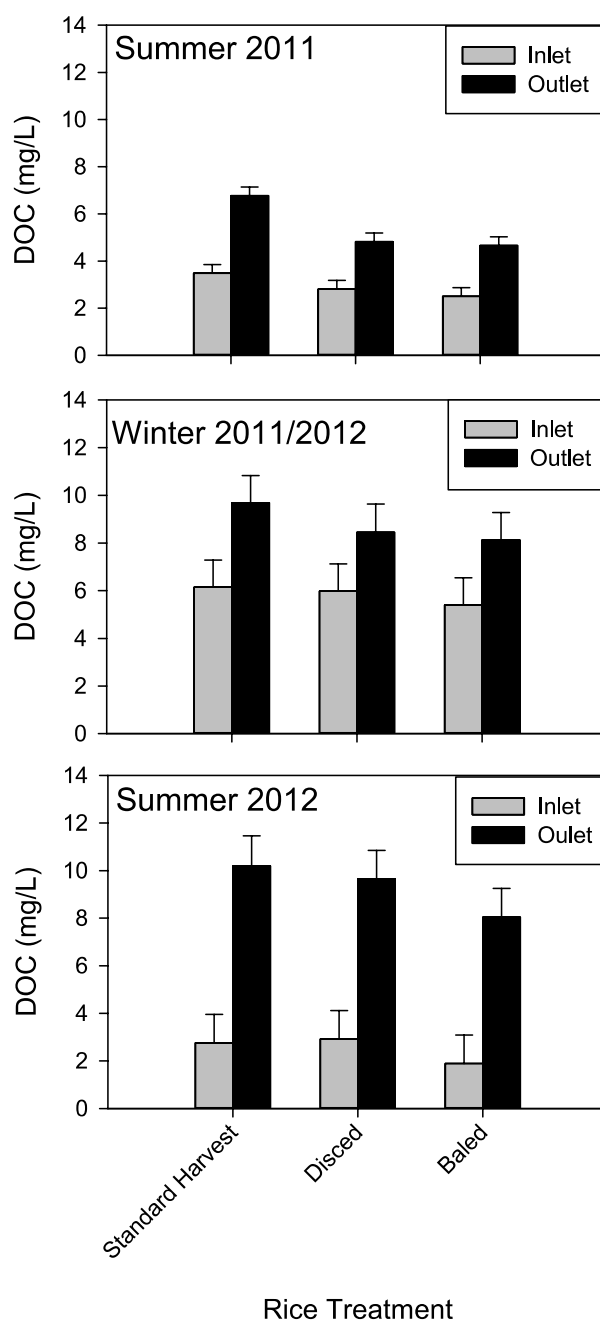 Summer 2011
Inlet
Outlet
DOC (mg/L)
14
12
10
8
6
4
2
0
Winter 2011/2012
Inlet
Outlet
DOC (mg/L)
14
12
10
8
6
4
2
0
Summer 2012
Inlet
Oulet
DOC (mg/L)
14
12
10
8
6
4
2
0
Standard Harvest
Disced
Baled
Rice Treatment